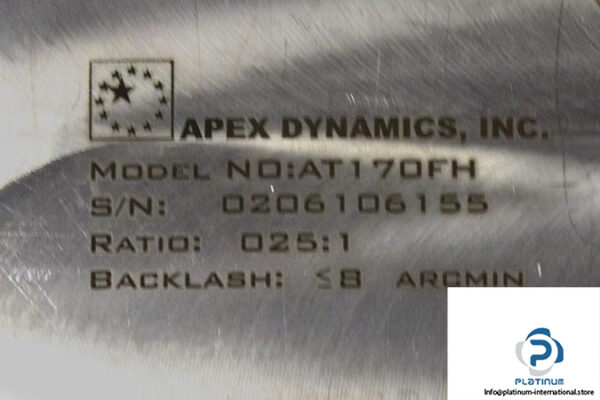 APEX DYNAMICS, INC.
MODEL NO:AT170FH
S/N: 0206106155
RATIO: 025:1
BACKLASH: ≤8 ARCMIN
PLATINUM
Info@platinum-international.store